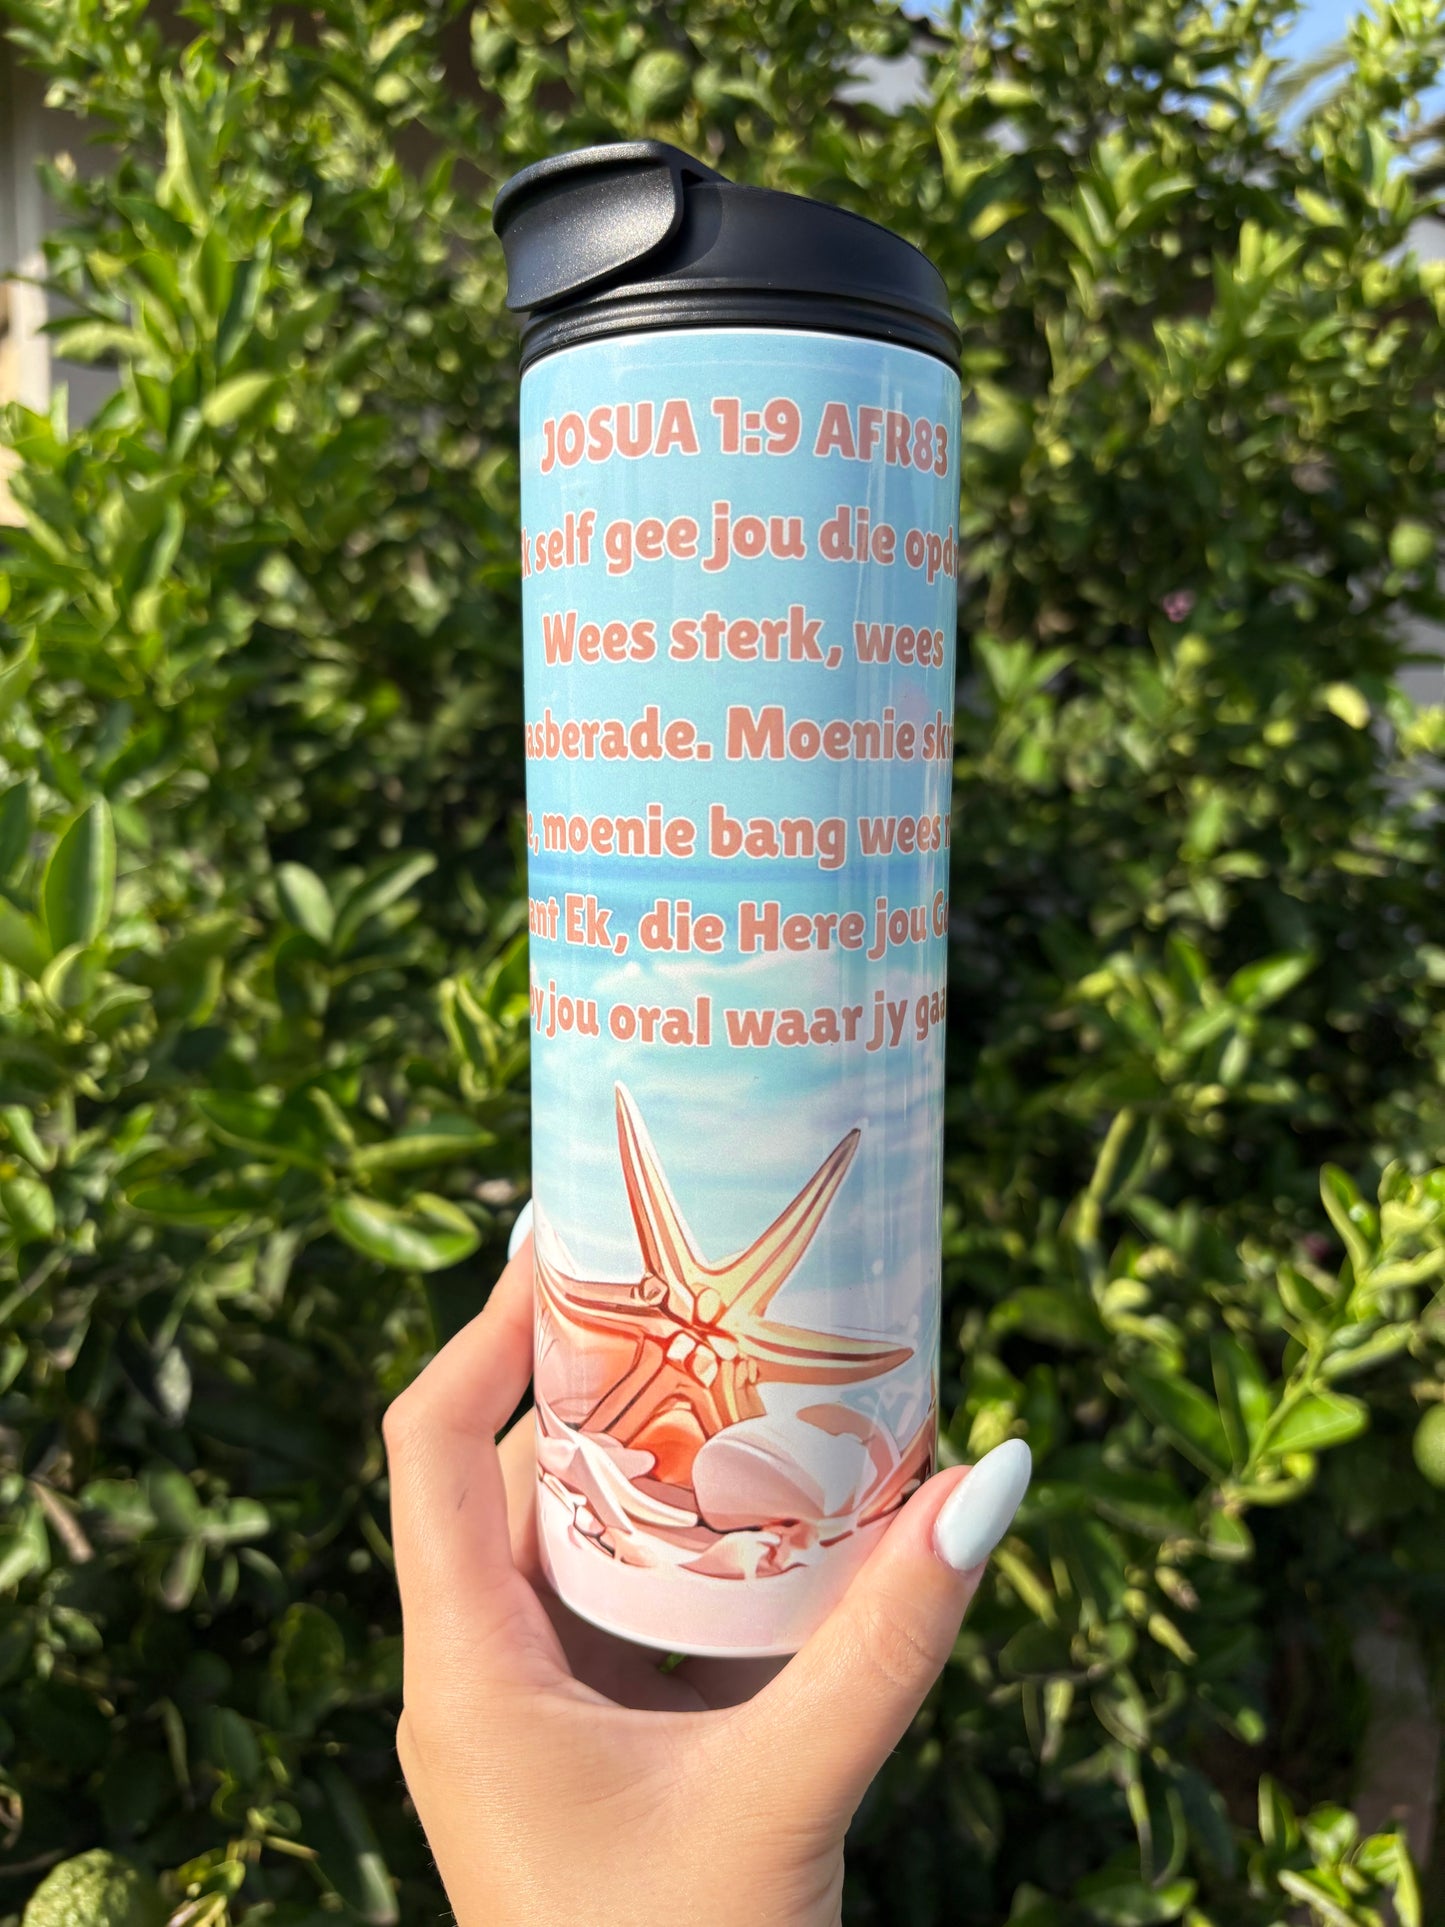 JOSUA 1:9 AFR83
self gee jou die
Wees sterk, wees
Moenie
moenie bang wees
Ek, die Here jou
jou oral waar jy